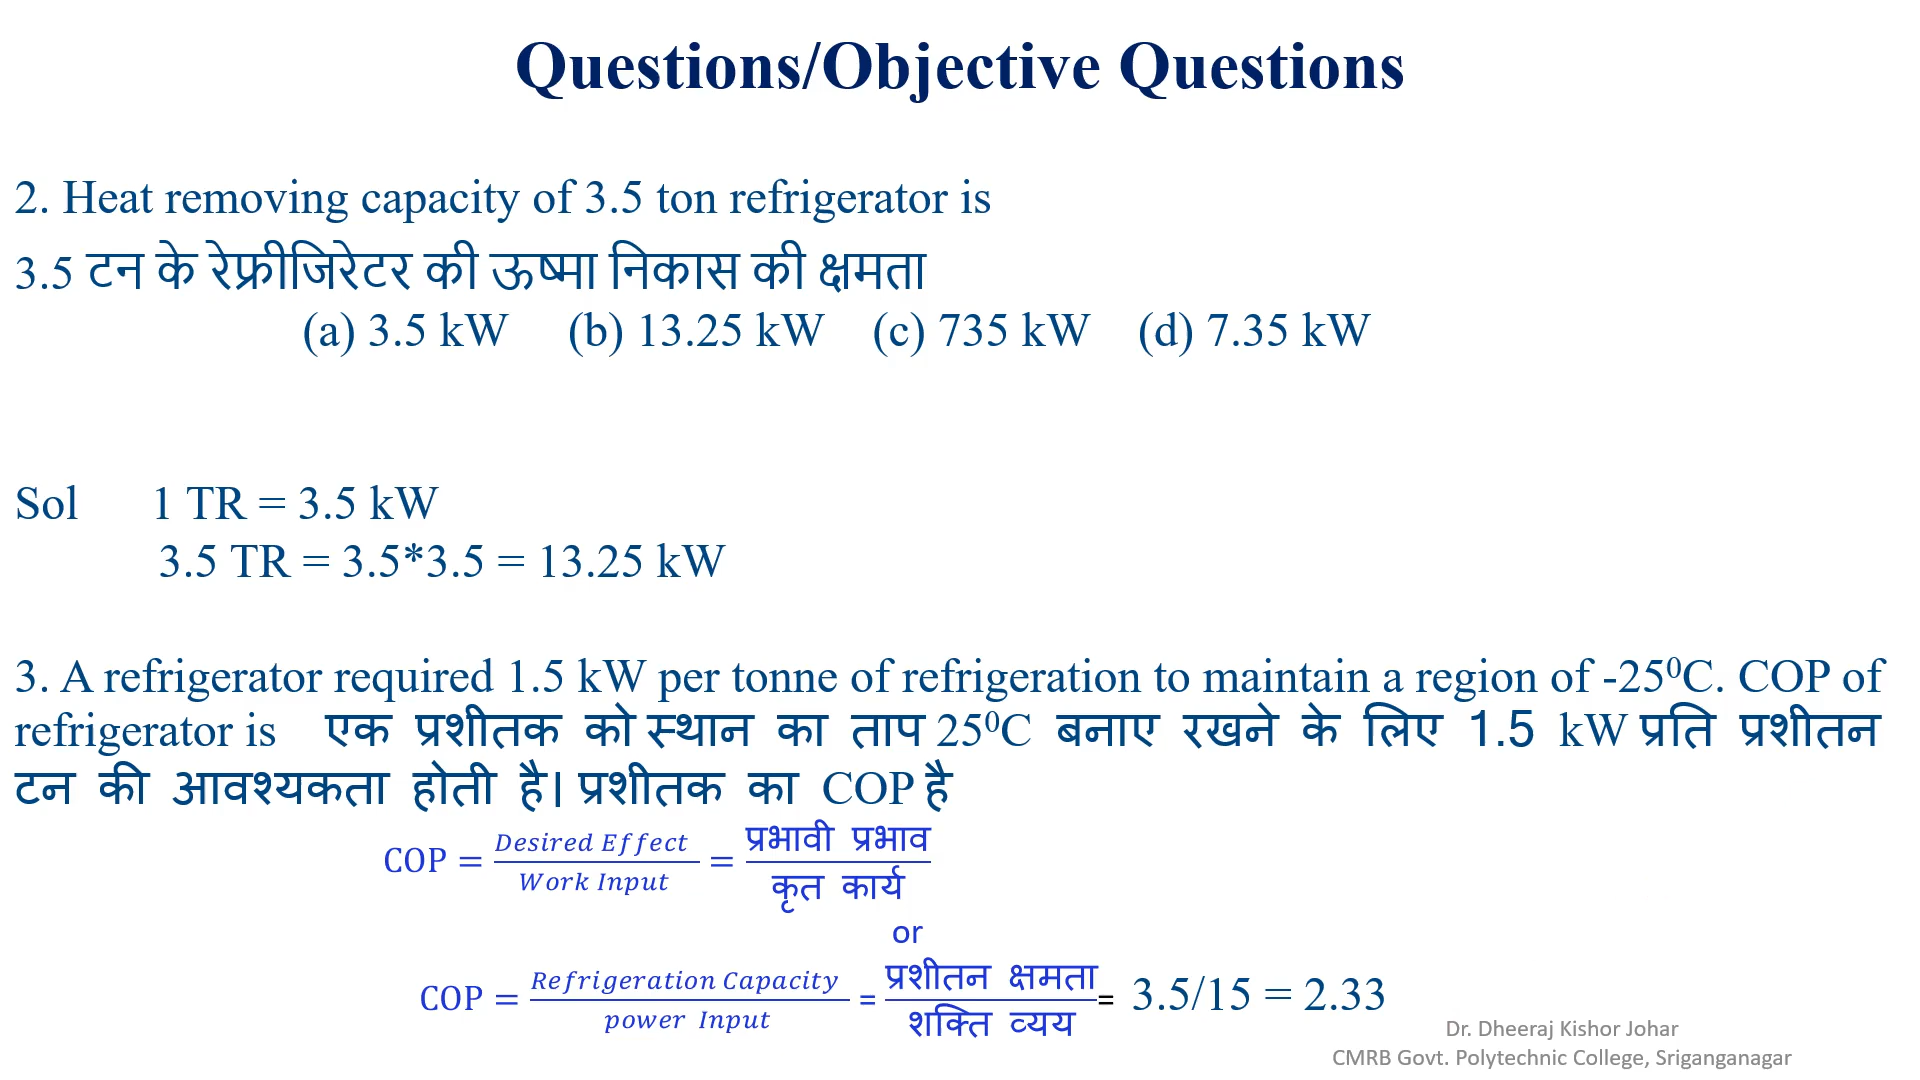 Questions/Objective Questions
2. Heat removing capacity of 3.5 ton refrigerator is
3.5 टन के रेफ्रीजिरेटर की ऊष्मा निकास की क्षमता
(a) 3.5 kW (b) 13.25 kW (c) 735 kW (d) 7.35 kW
Sol 1 TR = 3.5 kW
3.5 TR = 3.5*3.5 = 13.25 kW
3. A refrigerator required 1.5 kW per tonne of refrigeration to maintain a region of -25⁰C. COP of
refrigerator is एक प्रशीतक को स्थान का ताप 25⁰C बनाए रखने के लिए 1.5 kW प्रति प्रशीतन
टन की आवश्यकता होती है। प्रशीतक का COP है
COP = Desired Effect / Work Input = प्रभावी प्रभाव / कृत कार्य
or
COP = Refrigeration Capacity / power Input = प्रशीतन क्षमता / शक्ति व्यय = 3.5/15 = 2.33
Dr. Dheeraj Kishor Johar
CMRB Govt. Polytechnic College, Sriganganagar